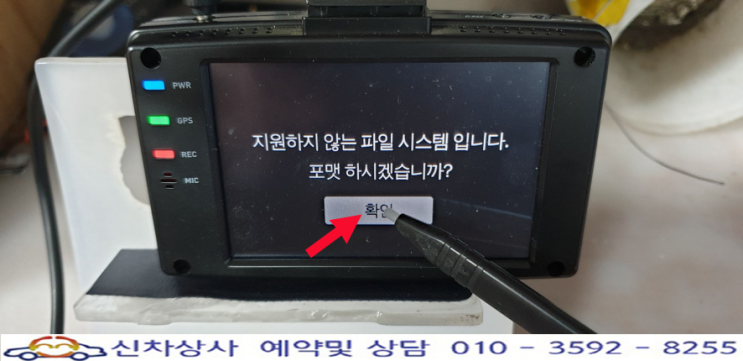 PWR
GPS
REC
MIC
지원하지 않는 파일 시스템 입니다.
포맷 하시겠습니까?
확인
신차상사 예약및 상담 010 - 3592 - 8255